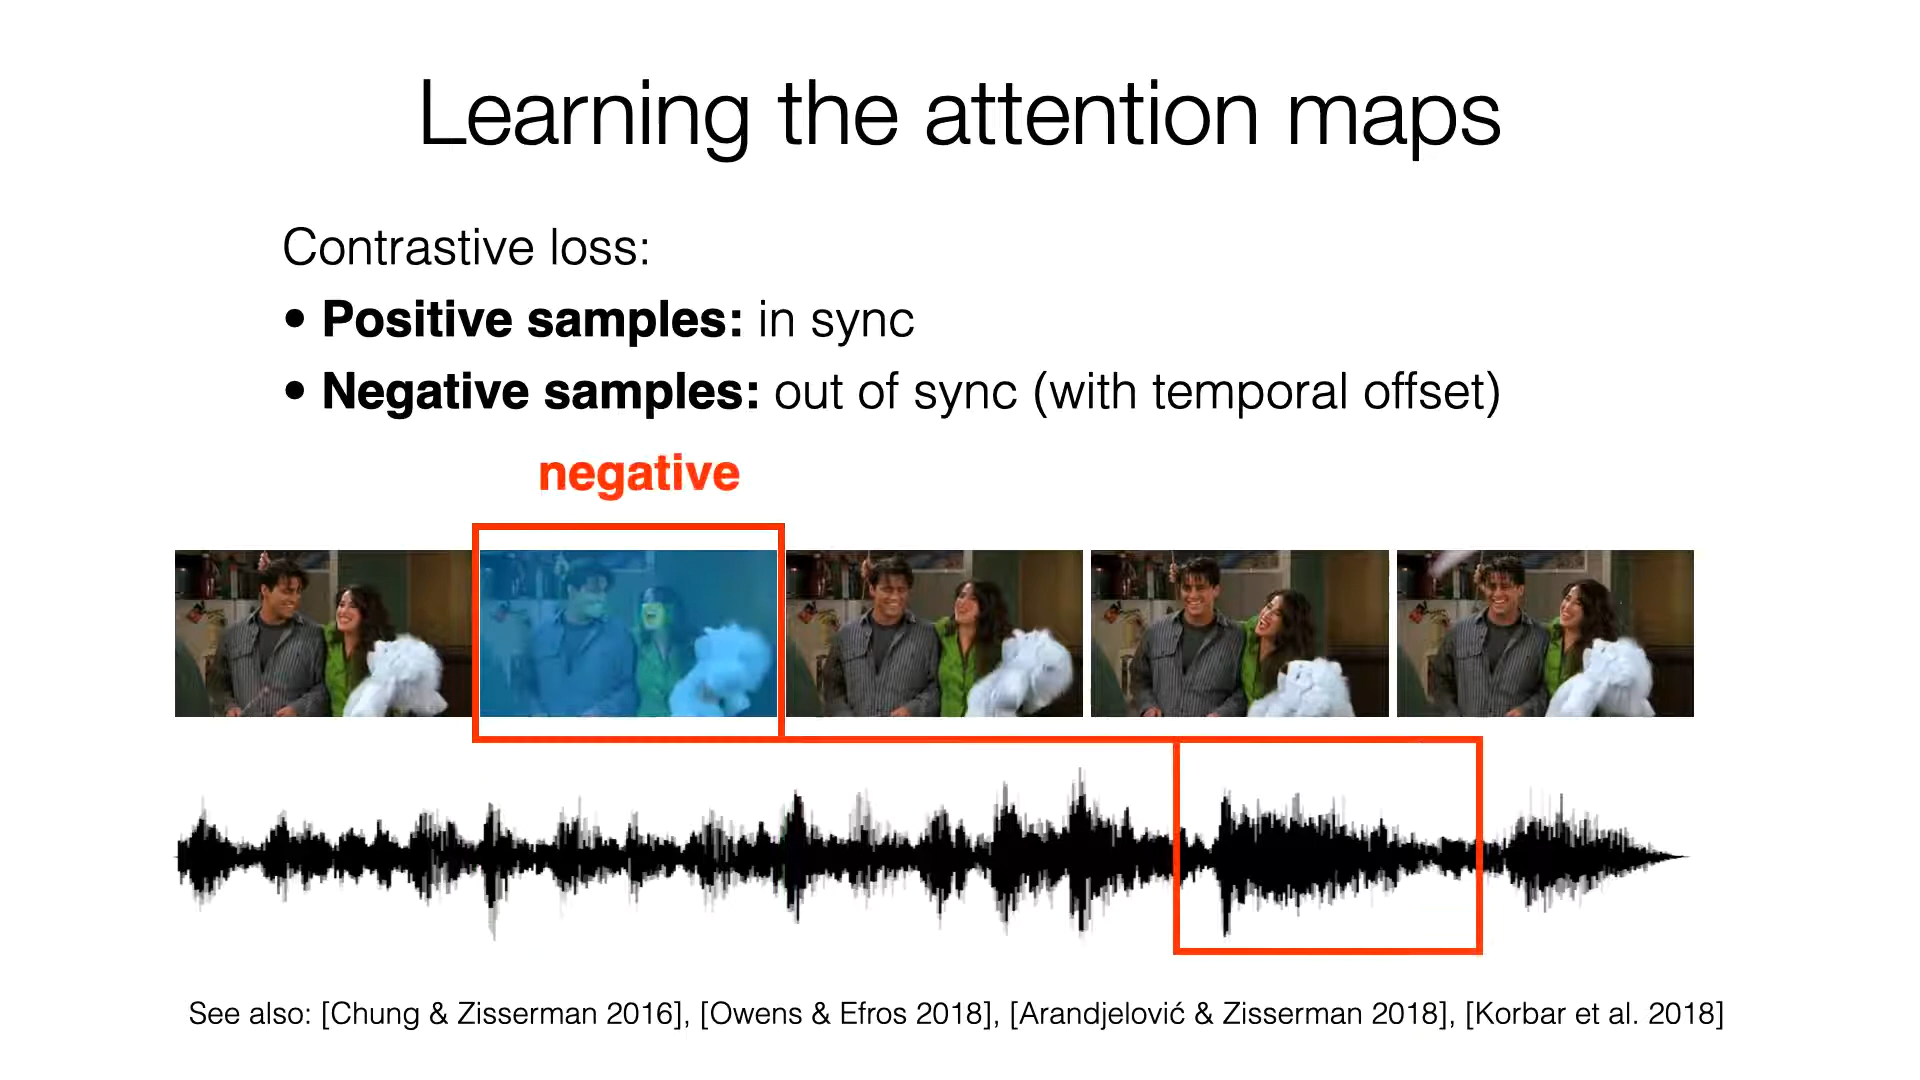 Learning the attention maps
Contrastive loss:
• Positive samples: in sync
• Negative samples: out of sync (with temporal offset)
negative
See also: [Chung & Zisserman 2016], [Owens & Efros 2018], [Arandjelović & Zisserman 2018], [Korbar et al. 2018]